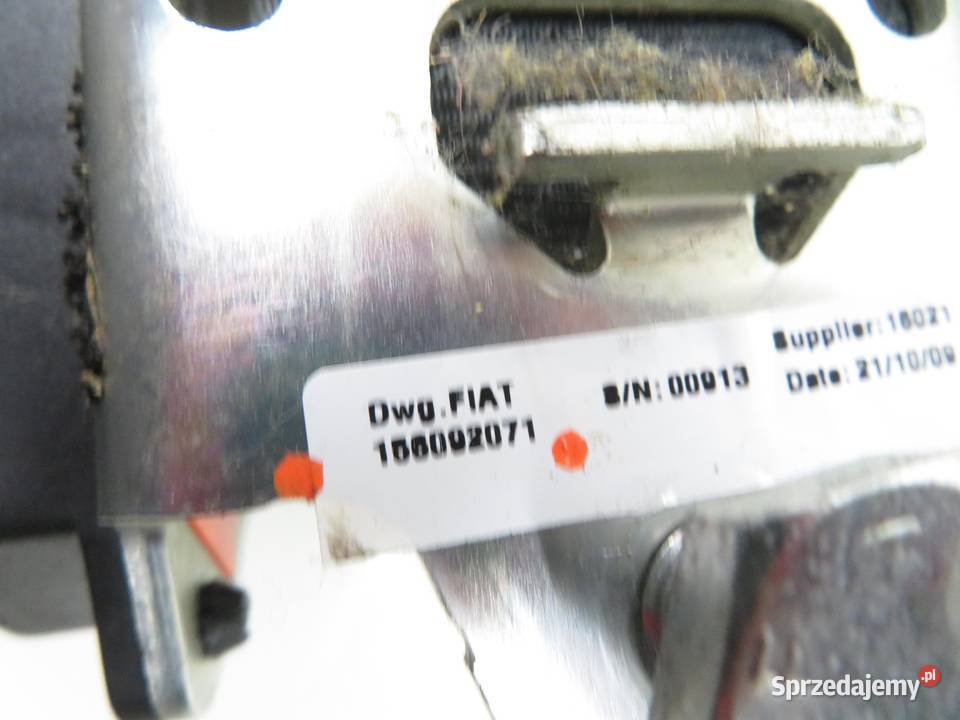 Dwg.FIAT
156092071
S/N: 00913
Supplier: 16021
Date: 21/10/09
Sprzedajemy.pl